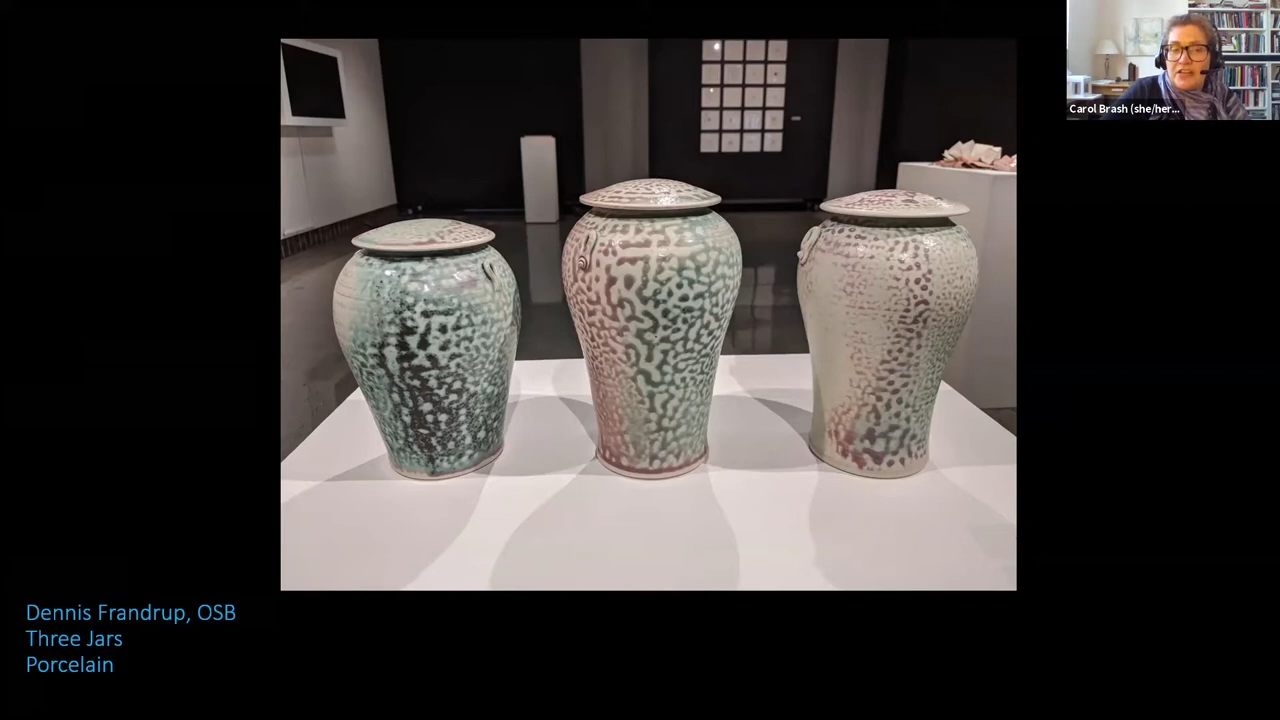 Carol Brash (she/her...
Dennis Frandrup, OSB
Three Jars
Porcelain